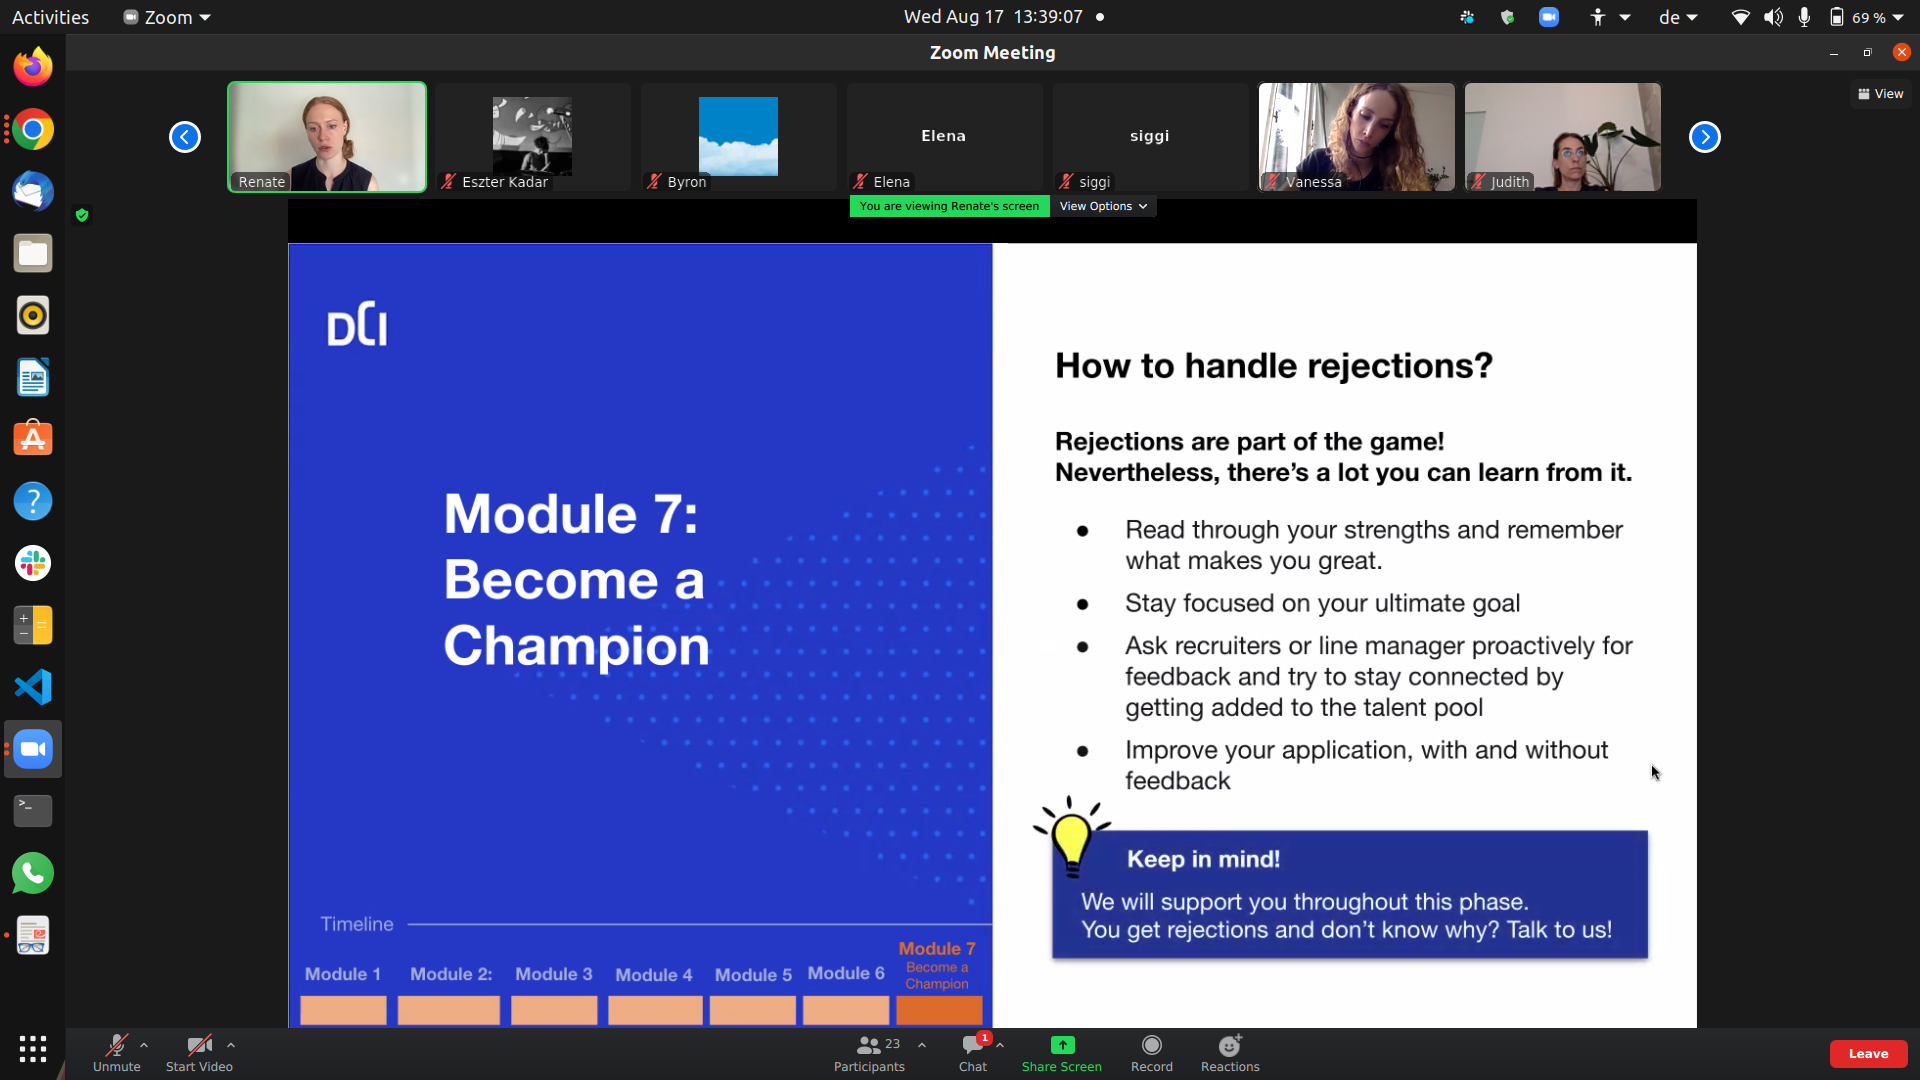 Activities
Zoom
Wed Aug 17 13:39:07
de
69 %
Zoom Meeting
View
Renate
Eszter Kadar
Byron
Elena
Elena
siggi
siggi
Vanessa
Judith
You are viewing Renate's screen
View Options
DCI
Module 7:
Become a
Champion
Timeline
Module 1
Module 2:
Module 3
Module 4
Module 5
Module 6
Module 7
Become a
Champion
How to handle rejections?
Rejections are part of the game!
Nevertheless, there's a lot you can learn from it.
● Read through your strengths and remember
what makes you great.
● Stay focused on your ultimate goal
● Ask recruiters or line manager proactively for
feedback and try to stay connected by
getting added to the talent pool
● Improve your application, with and without
feedback
Keep in mind!
We will support you throughout this phase.
You get rejections and don't know why? Talk to us!
Unmute
Start Video
23
Participants
1
Chat
Share Screen
Record
Reactions
Leave